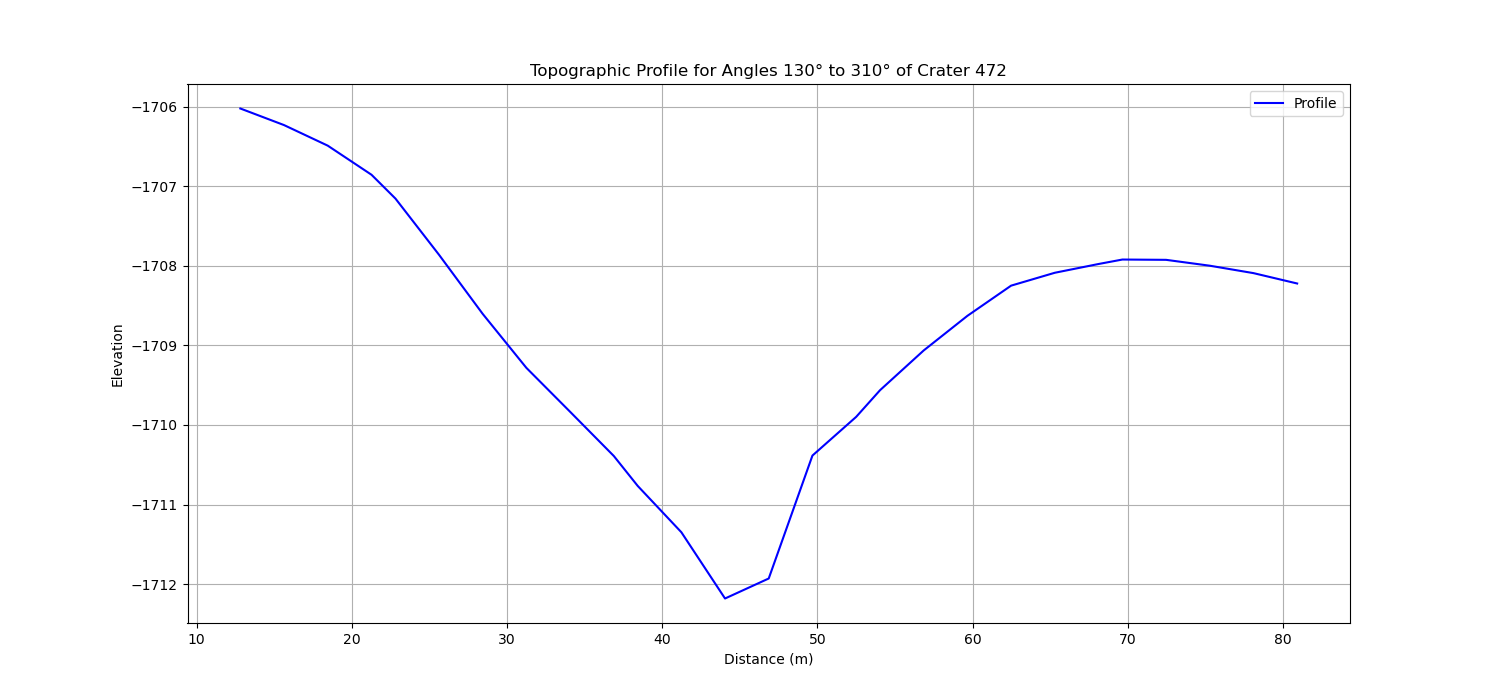 Topographic Profile for Angles 130° to 310° of Crater 472
Profile
−1706
−1707
−1708
−1709
−1710
−1711
−1712
Elevation
10 20 30 40 50 60 70 80
Distance (m)